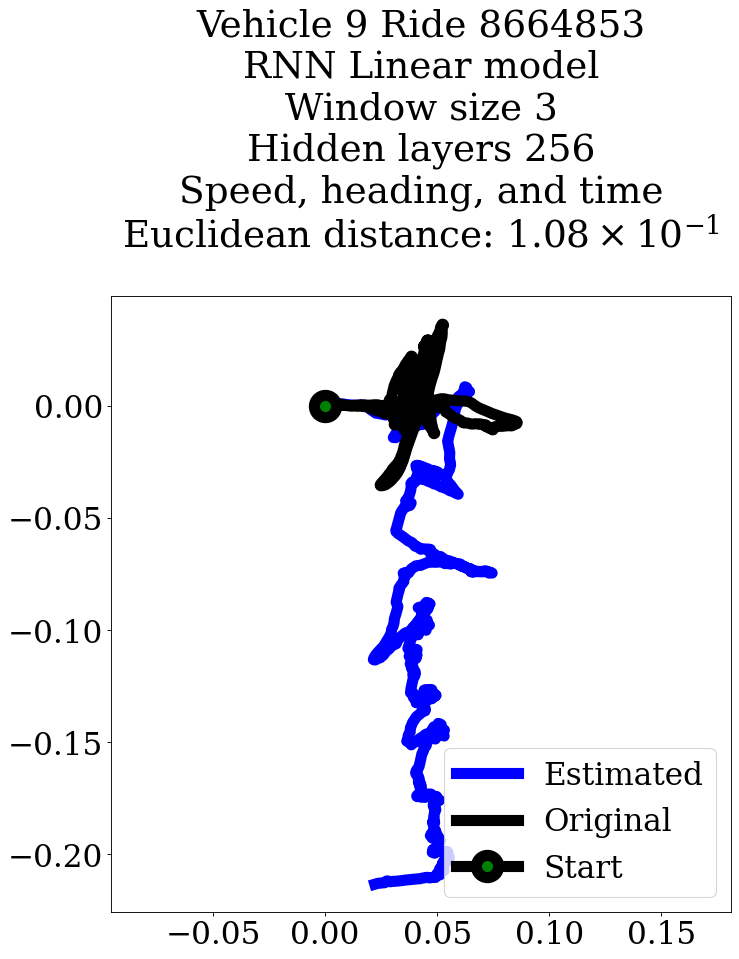 Vehicle 9 Ride 8664853
RNN Linear model
Window size 3
Hidden layers 256
Speed, heading, and time
Euclidean distance: 1.08 × 10⁻¹
0.00
−0.05
−0.10
−0.15
−0.20
Estimated
Original
Start
−0.05 0.00 0.05 0.10 0.15